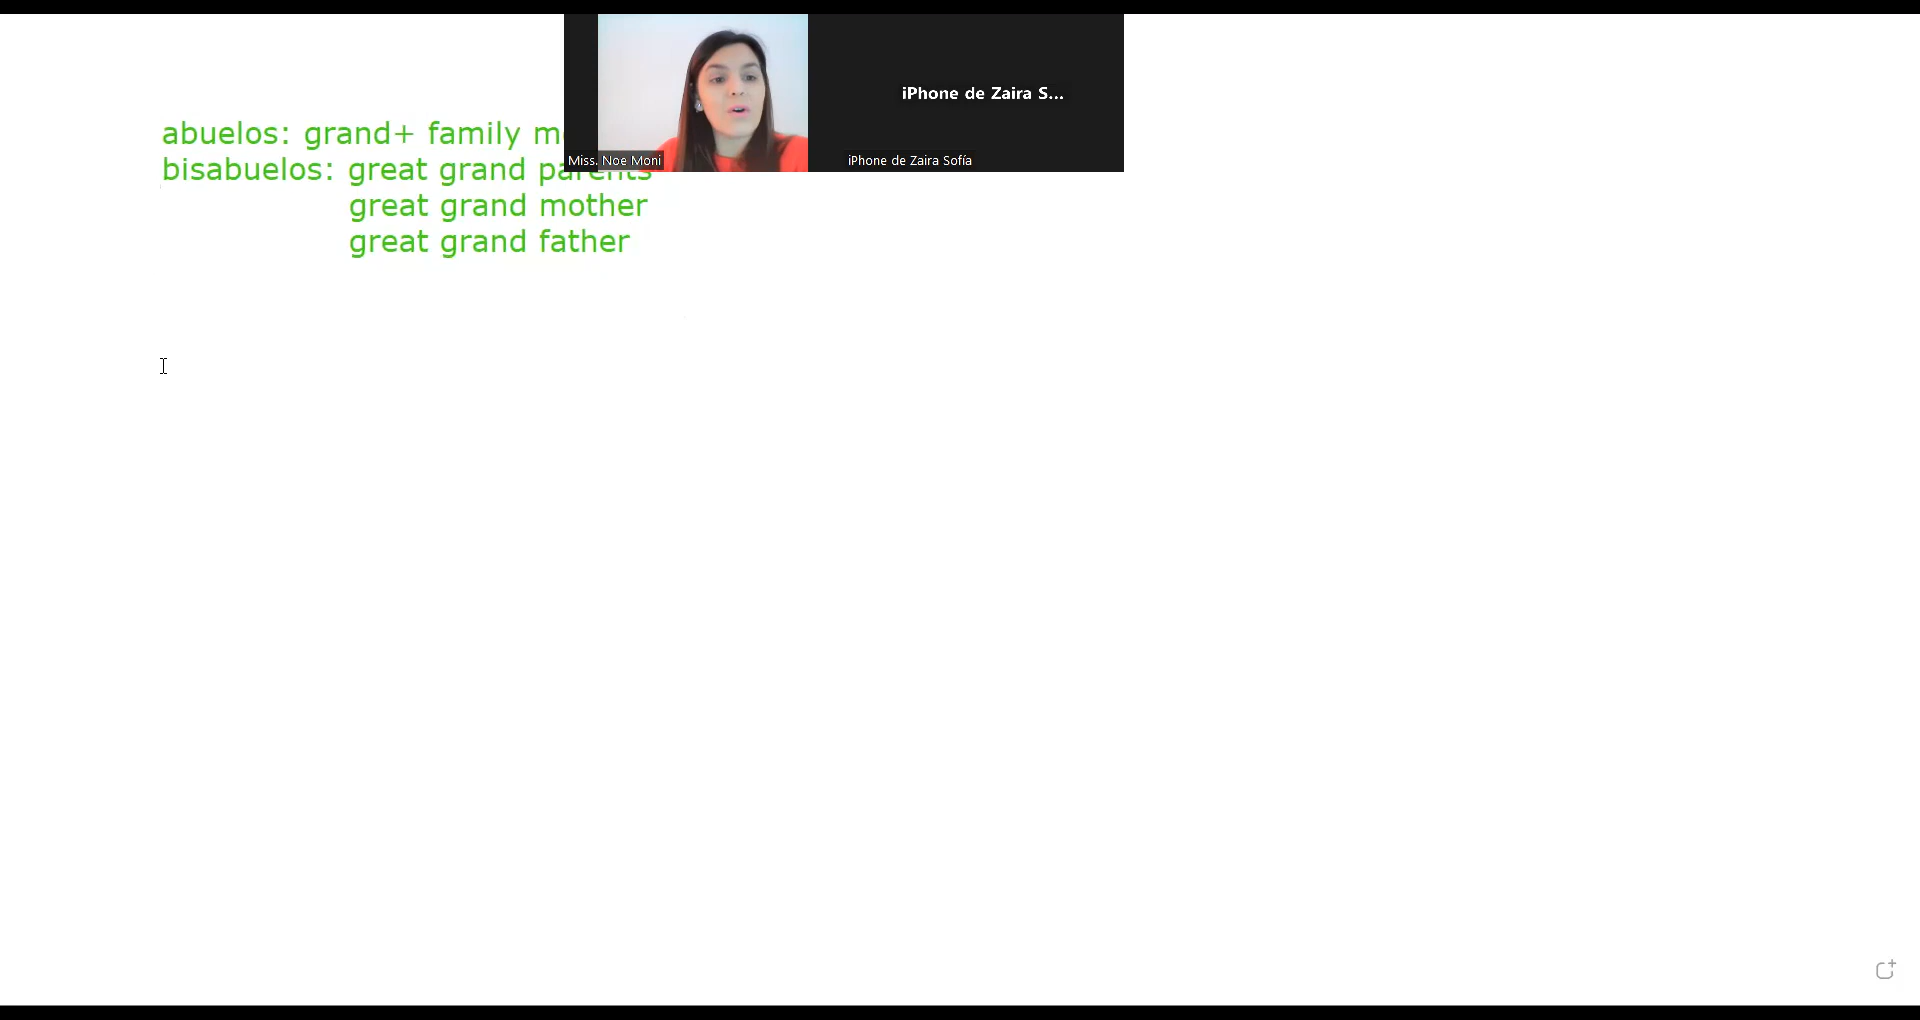 abuelos: grand+ family
bisabuelos: great grand parents
great grand mother
great grand father
iPhone de Zaira S...
Miss. Noe Moni
iPhone de Zaira Sofía